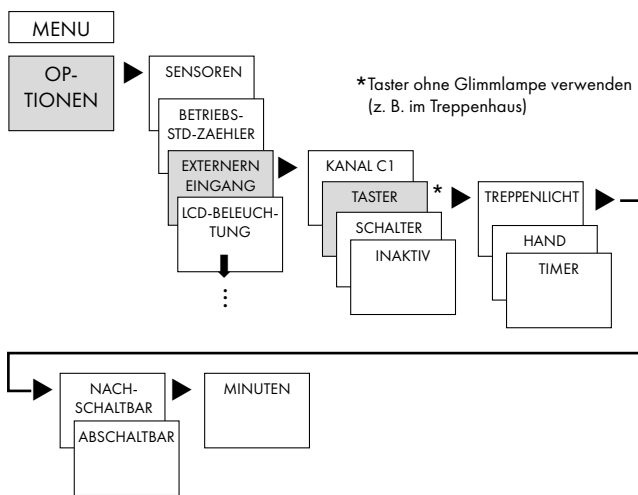 MENU
OP-
TIONEN
SENSOREN
BETRIEBS-
STD-ZAEHLER
EXTERNERN
EINGANG
LCD-BELEUCH-
TUNG
*Taster ohne Glimmlampe verwenden
(z. B. im Treppenhaus)
KANAL C1
TASTER
*
SCHALTER
INAKTIV
TREPPENLICHT
HAND
TIMER
NACH-
SCHALTBAR
ABSCHALTBAR
MINUTEN